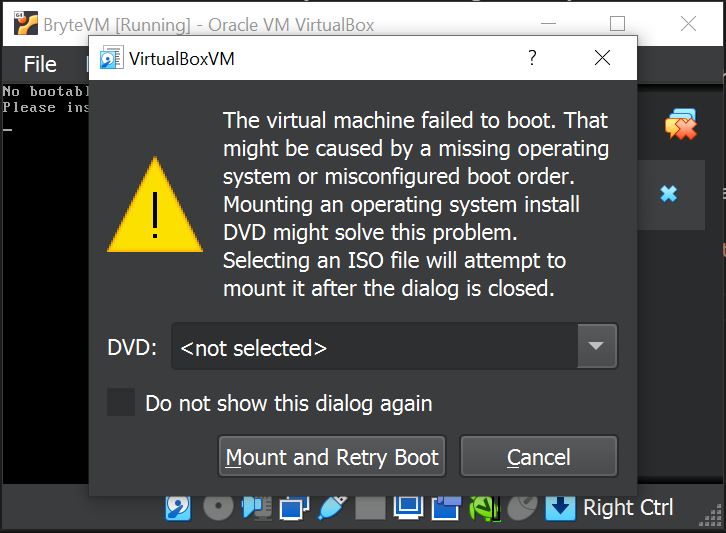 BryteVM [Running] - Oracle VM VirtualBox
VirtualBoxVM
?
File
No bootabl
Please ins
The virtual machine failed to boot. That
might be caused by a missing operating
system or misconfigured boot order.
Mounting an operating system install
DVD might solve this problem.
Selecting an ISO file will attempt to
mount it after the dialog is closed.
!
DVD: <not selected>
Do not show this dialog again
Mount and Retry Boot Cancel
Right Ctrl